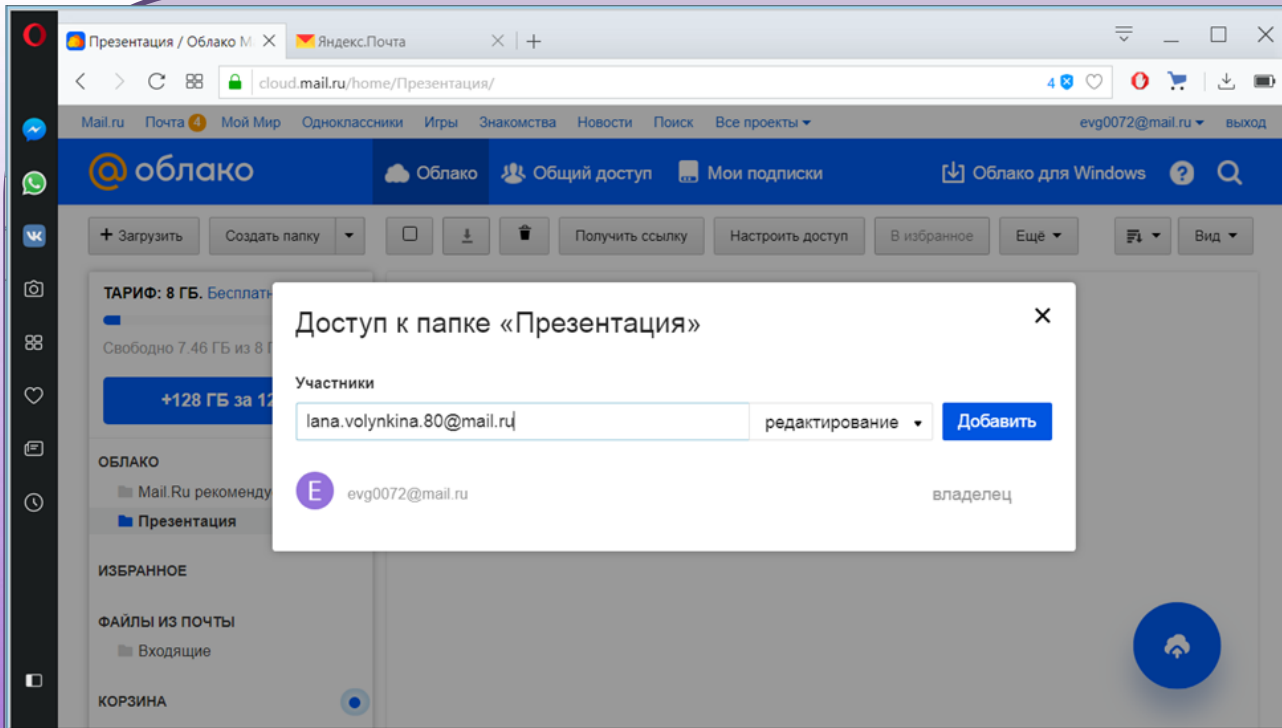 Презентация / Облако М
Яндекс.Почта
cloud.mail.ru/home/Презентация/
4
Mail.ru Почта 4 Мой Мир Одноклассники Игры Знакомства Новости Поиск Все проекты
evg0072@mail.ru выход
@ облако
Облако Общий доступ Мои подписки Облако для Windows ?
+ Загрузить Создать папку Получить ссылку Настроить доступ В избранное Ещё Вид
ТАРИФ: 8 ГБ. Бесплатн
Свободно 7.46 ГБ из 8 Г
+128 ГБ за 12
Доступ к папке «Презентация»
Участники
lana.volynkina.80@mail.ru редактирование Добавить
E evg0072@mail.ru владелец
ОБЛАКО
Mail.Ru рекоменду
Презентация
ИЗБРАННОЕ
ФАЙЛЫ ИЗ ПОЧТЫ
Входящие
КОРЗИНА